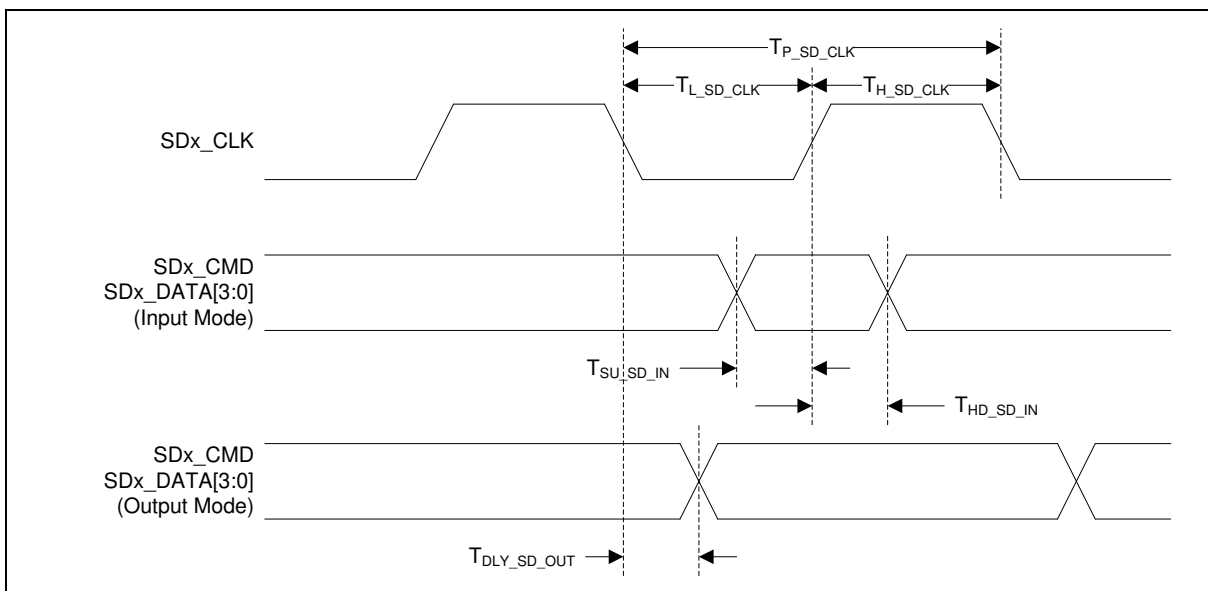 T_P_SD_CLK
T_L_SD_CLK
T_H_SD_CLK
SDx_CLK
SDx_CMD
SDx_DATA[3:0]
(Input Mode)
T_SU_SD_IN
T_HD_SD_IN
SDx_CMD
SDx_DATA[3:0]
(Output Mode)
T_DLY_SD_OUT